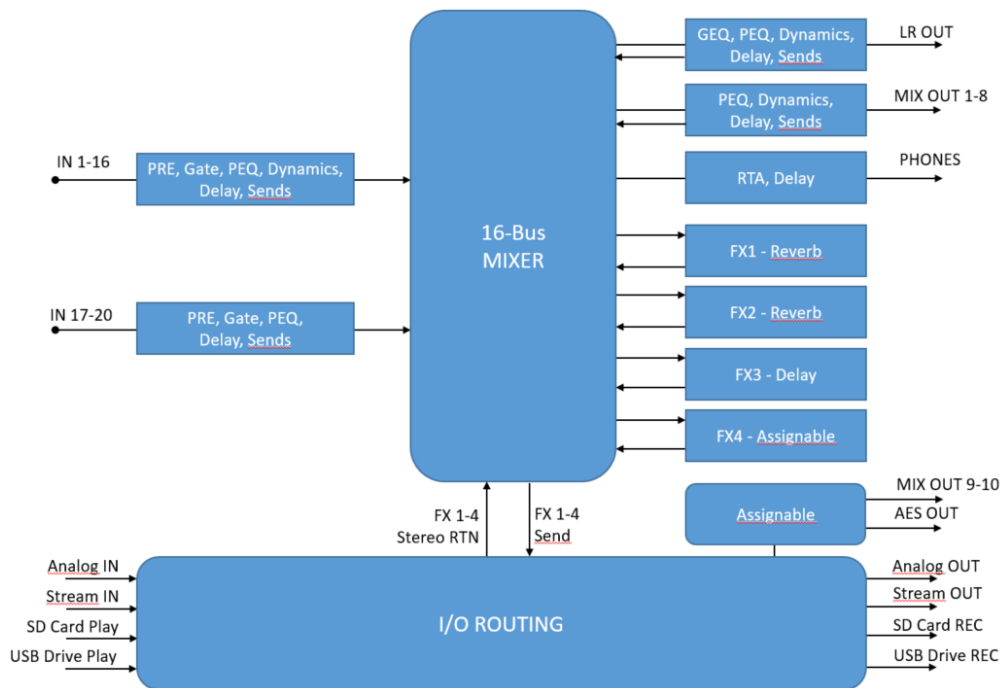 GEQ, PEQ, Dynamics,
Delay, Sends
LR OUT
PEQ, Dynamics,
Delay, Sends
MIX OUT 1-8
IN 1-16
PRE, Gate, PEQ, Dynamics,
Delay, Sends
RTA, Delay
PHONES
16-Bus
MIXER
FX1 - Reverb
FX2 - Reverb
IN 17-20
PRE, Gate, PEQ,
Delay, Sends
FX3 - Delay
FX4 - Assignable
MIX OUT 9-10
Assignable
AES OUT
FX 1-4
Stereo RTN
FX 1-4
Send
Analog IN
Stream IN
SD Card Play
USB Drive Play
I/O ROUTING
Analog OUT
Stream OUT
SD Card REC
USB Drive REC